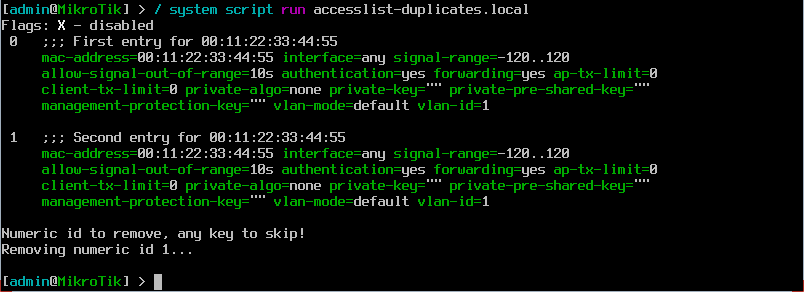 [admin@MikroTik] > / system script run accesslist-duplicates.local
Flags: X - disabled
 0   ;;; First entry for 00:11:22:33:44:55
     mac-address=00:11:22:33:44:55 interface=any signal-range=-120..120
     allow-signal-out-of-range=10s authentication=yes forwarding=yes ap-tx-limit=0
     client-tx-limit=0 private-algo=none private-key="" private-pre-shared-key=""
     management-protection-key="" vlan-mode=default vlan-id=1

 1   ;;; Second entry for 00:11:22:33:44:55
     mac-address=00:11:22:33:44:55 interface=any signal-range=-120..120
     allow-signal-out-of-range=10s authentication=yes forwarding=yes ap-tx-limit=0
     client-tx-limit=0 private-algo=none private-key="" private-pre-shared-key=""
     management-protection-key="" vlan-mode=default vlan-id=1

Numeric id to remove, any key to skip!
Removing numeric id 1...

[admin@MikroTik] >